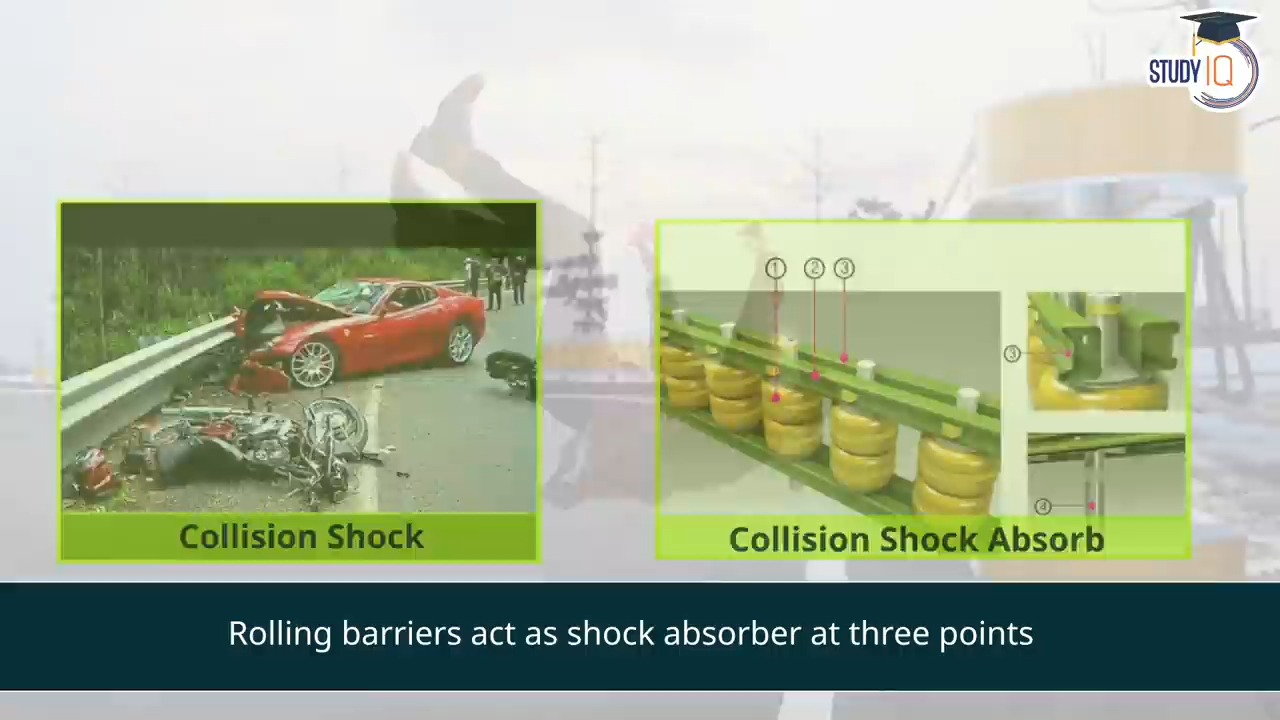 STUDY IQ
① ② ③
③
④
Collision Shock
Collision Shock Absorb
Rolling barriers act as shock absorber at three points